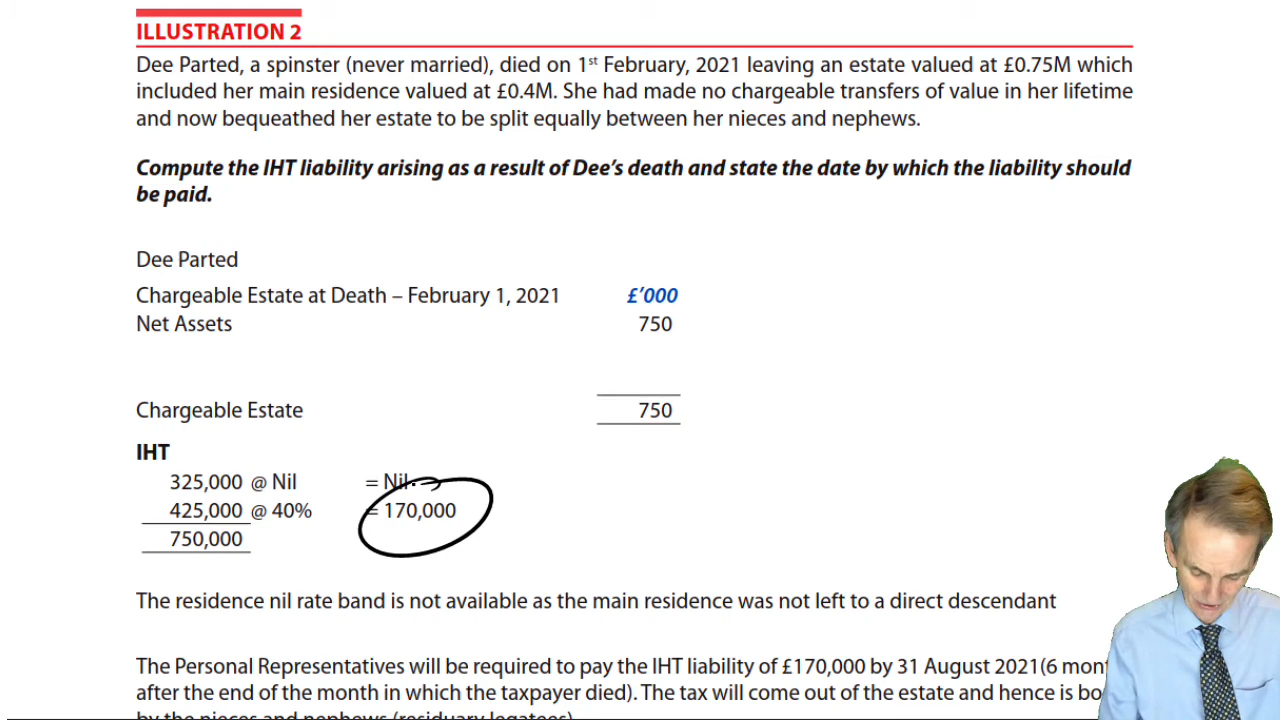 ILLUSTRATION 2
Dee Parted, a spinster (never married), died on 1st February, 2021 leaving an estate valued at £0.75M which
included her main residence valued at £0.4M. She had made no chargeable transfers of value in her lifetime
and now bequeathed her estate to be split equally between her nieces and nephews.
Compute the IHT liability arising as a result of Dee's death and state the date by which the liability should
be paid.
Dee Parted
Chargeable Estate at Death – February 1, 2021 £'000
Net Assets 750
Chargeable Estate 750
IHT
325,000 @ Nil = Nil
425,000 @ 40% = 170,000
750,000
The residence nil rate band is not available as the main residence was not left to a direct descendant
The Personal Representatives will be required to pay the IHT liability of £170,000 by 31 August 2021(6
after the end of the month in which the taxpayer died). The tax will come out of the estate and hence is
by the nieces and nephews (residuary legatees)